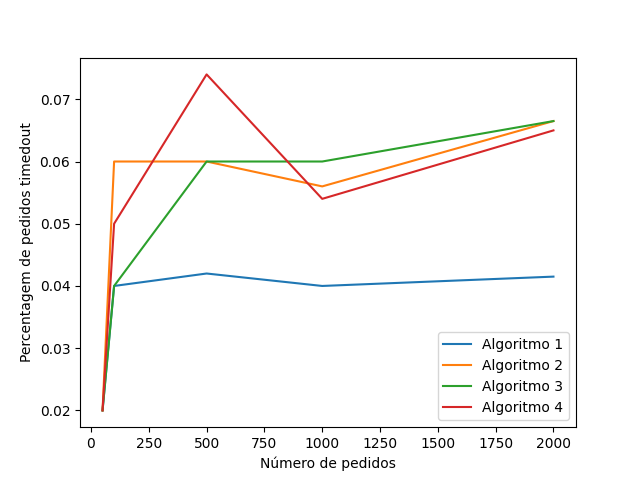 Percentagem de pedidos timedout
0.07
0.06
0.05
0.04
0.03
0.02
Algoritmo 1
Algoritmo 2
Algoritmo 3
Algoritmo 4
0 250 500 750 1000 1250 1500 1750 2000
Número de pedidos